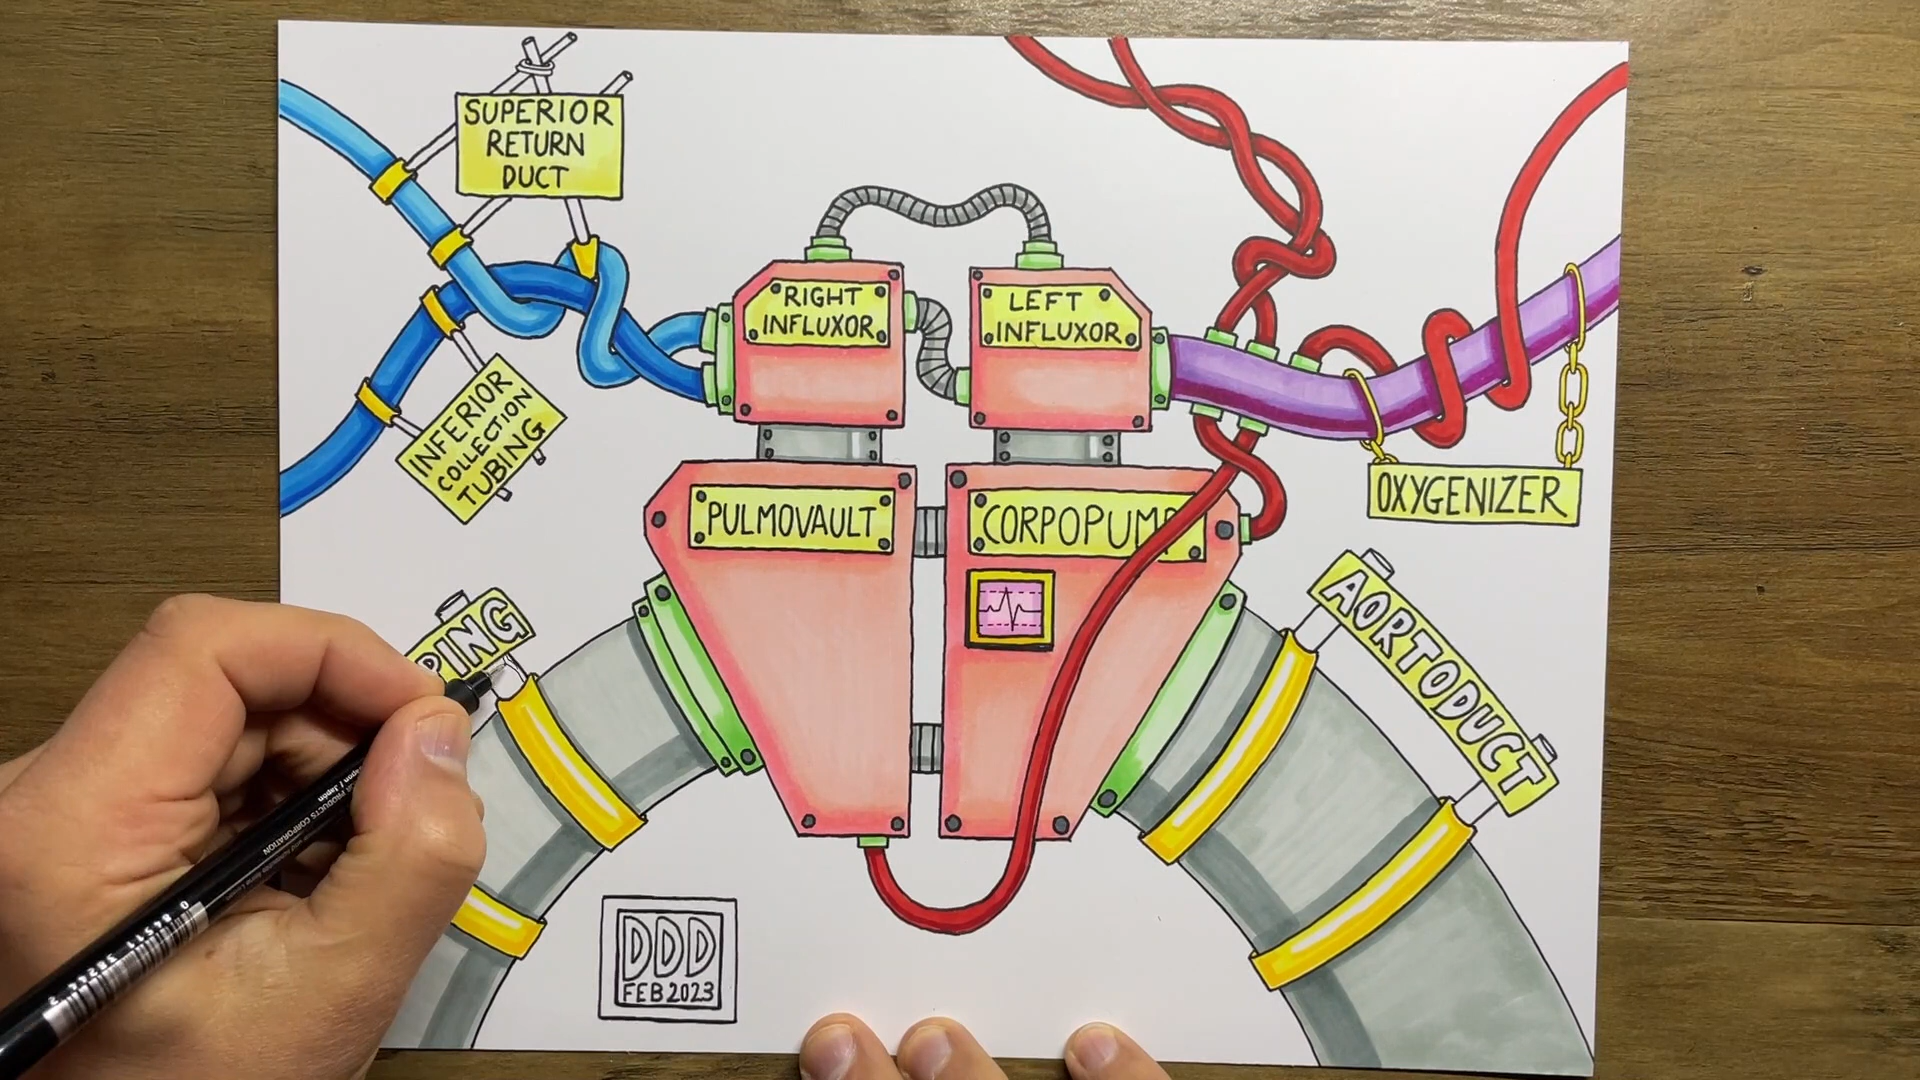 SUPERIOR
RETURN
DUCT
RIGHT
INFLUXOR
LEFT
INFLUXOR
INFERIOR
COLLECTION
TUBING
OXYGENIZER
PULMOVAULT
CORPOPUMP
AORTODUCT
PING
DDD
FEB 2023